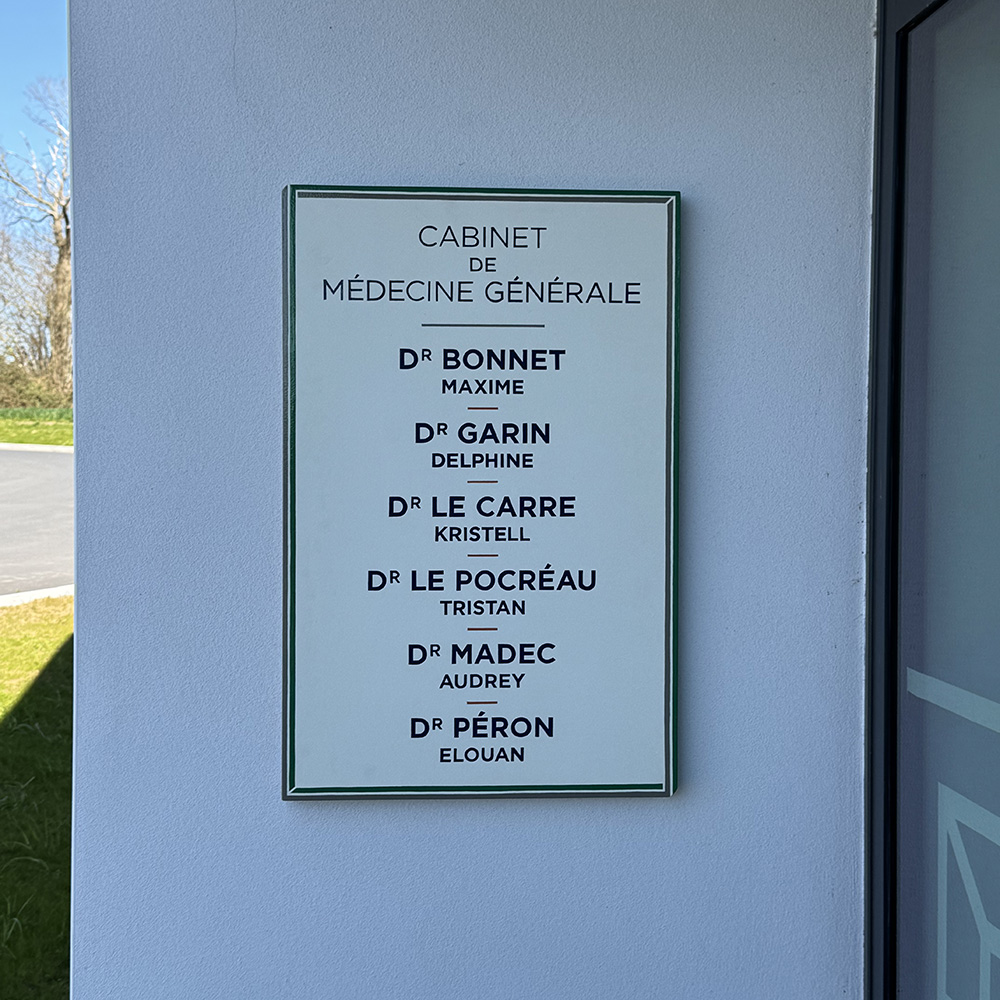 CABINET
DE
MÉDECINE GÉNÉRALE
DR BONNET
MAXIME
DR GARIN
DELPHINE
DR LE CARRE
KRISTELL
DR LE POCRÉAU
TRISTAN
DR MADEC
AUDREY
DR PÉRON
ELOUAN